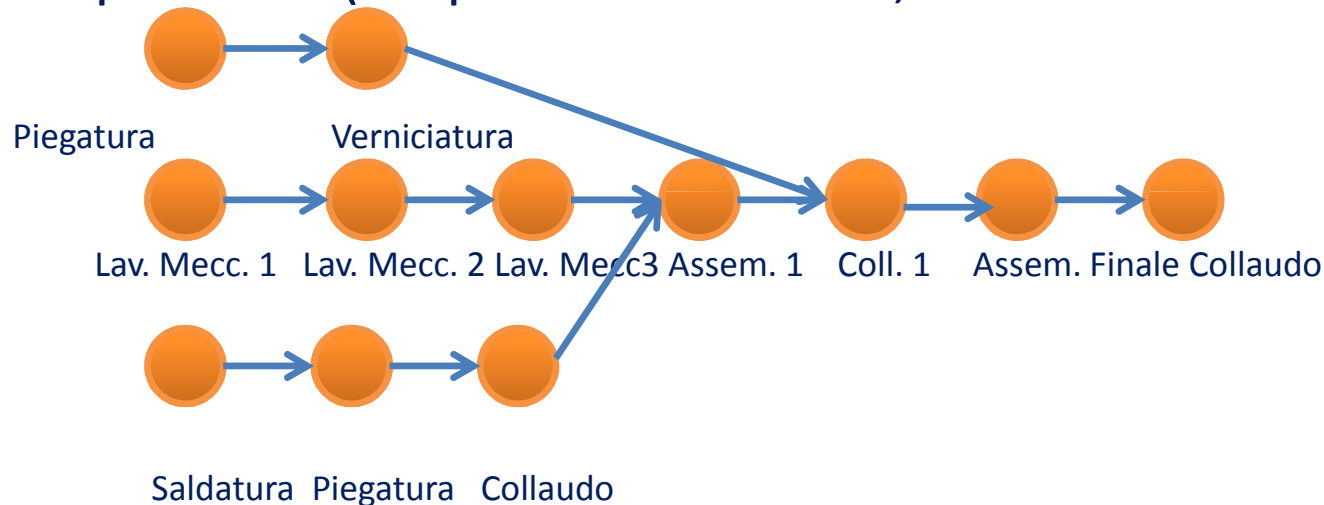 Piegatura Verniciatura
Lav. Mecc. 1 Lav. Mecc. 2 Lav. Mecc3 Assem. 1 Coll. 1 Assem. Finale Collaudo
Saldatura Piegatura Collaudo